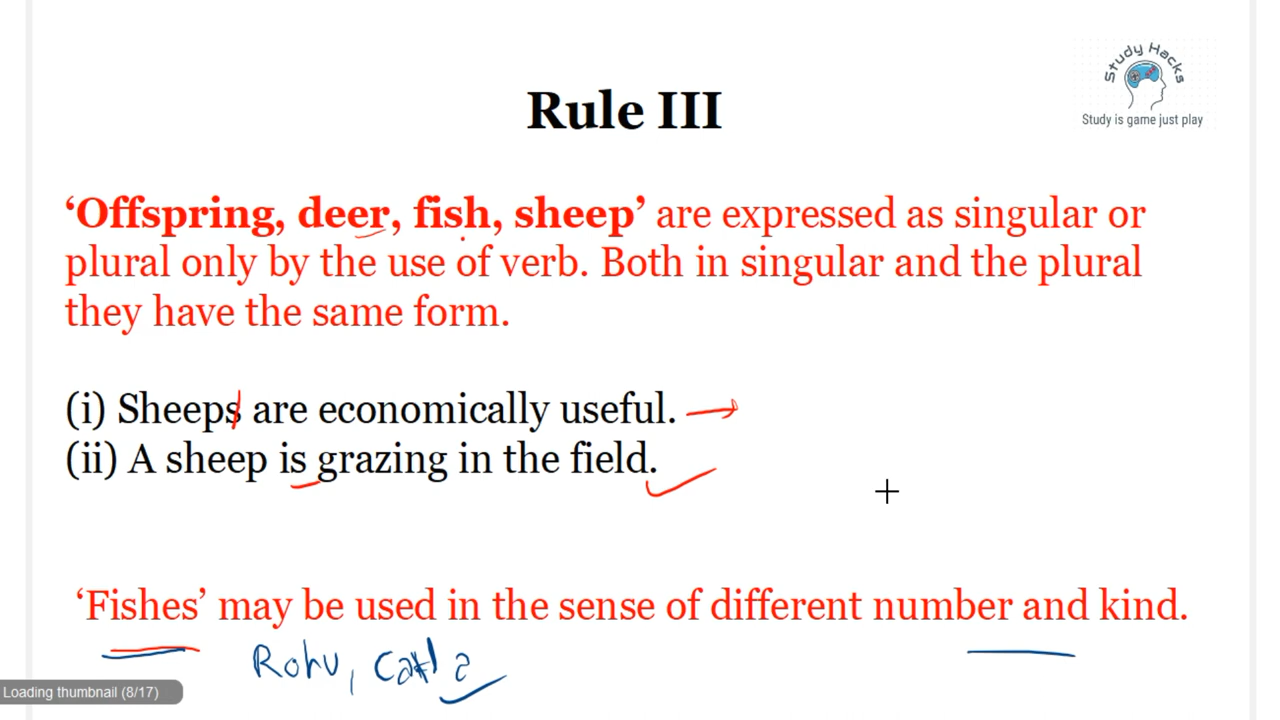 Study Hacks
Study is game just play
Rule III
‘Offspring, deer, fish, sheep’ are expressed as singular or
plural only by the use of verb. Both in singular and the plural
they have the same form.
(i) Sheeps are economically useful.
(ii) A sheep is grazing in the field.
‘Fishes’ may be used in the sense of different number and kind.
Rohu, Catla
Loading thumbnail (8/17)